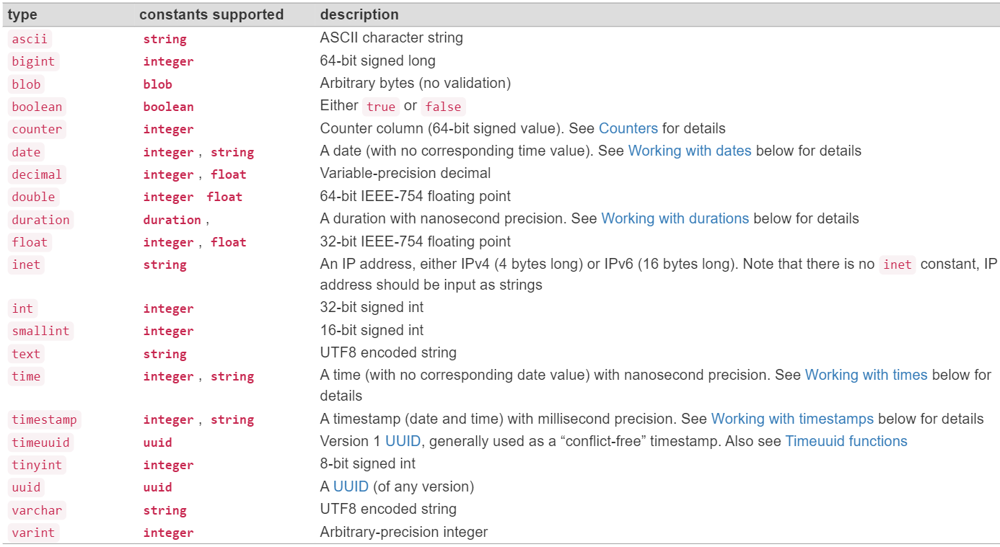 type constants supported description
ascii string ASCII character string
bigint integer 64-bit signed long
blob blob Arbitrary bytes (no validation)
boolean boolean Either true or false
counter integer Counter column (64-bit signed value). See Counters for details
date integer , string A date (with no corresponding time value). See Working with dates below for details
decimal integer , float Variable-precision decimal
double integer float 64-bit IEEE-754 floating point
duration duration , A duration with nanosecond precision. See Working with durations below for details
float integer , float 32-bit IEEE-754 floating point
inet string An IP address, either IPv4 (4 bytes long) or IPv6 (16 bytes long). Note that there is no inet constant, IP
address should be input as strings
int integer 32-bit signed int
smallint integer 16-bit signed int
text string UTF8 encoded string
time integer , string A time (with no corresponding date value) with nanosecond precision. See Working with times below for
details
timestamp integer , string A timestamp (date and time) with millisecond precision. See Working with timestamps below for details
timeuuid uuid Version 1 UUID, generally used as a “conflict-free” timestamp. Also see Timeuuid functions
tinyint integer 8-bit signed int
uuid uuid A UUID (of any version)
varchar string UTF8 encoded string
varint integer Arbitrary-precision integer